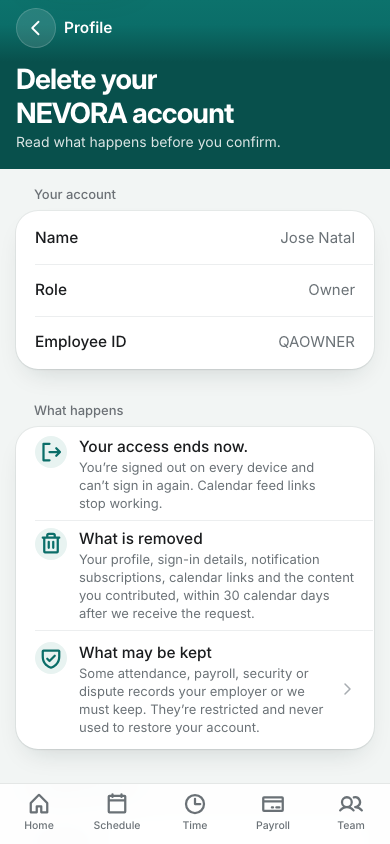 Profile
Delete your
NEVORA account
Read what happens before you confirm.
Your account
Name Jose Natal
Role Owner
Employee ID QAOWNER
What happens
Your access ends now.
You’re signed out on every device and
can’t sign in again. Calendar feed links
stop working.
What is removed
Your profile, sign-in details, notification
subscriptions, calendar links and the content
you contributed, within 30 calendar days
after we receive the request.
What may be kept
Some attendance, payroll, security or
dispute records your employer or we
must keep. They’re restricted and never
used to restore your account.
Home Schedule Time Payroll Team